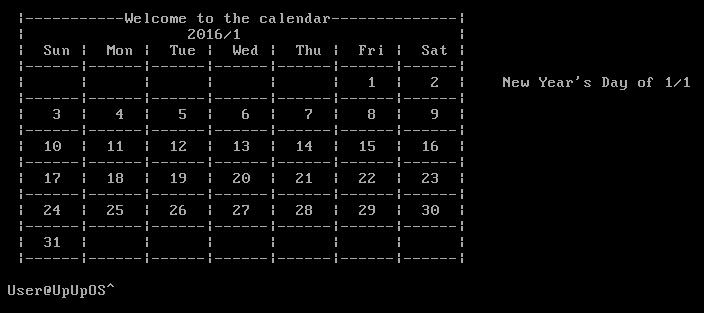 ¦-----------Welcome to the calendar--------------¦
¦                  2016/1                        ¦
¦  Sun ¦  Mon ¦  Tue ¦  Wed ¦  Thu ¦  Fri ¦  Sat ¦
¦------¦------¦------¦------¦------¦------¦------¦
¦      ¦      ¦      ¦      ¦      ¦   1  ¦   2  ¦    New Year's Day of 1/1
¦------¦------¦------¦------¦------¦------¦------¦
¦   3  ¦   4  ¦   5  ¦   6  ¦   7  ¦   8  ¦   9  ¦
¦------¦------¦------¦------¦------¦------¦------¦
¦  10  ¦  11  ¦  12  ¦  13  ¦  14  ¦  15  ¦  16  ¦
¦------¦------¦------¦------¦------¦------¦------¦
¦  17  ¦  18  ¦  19  ¦  20  ¦  21  ¦  22  ¦  23  ¦
¦------¦------¦------¦------¦------¦------¦------¦
¦  24  ¦  25  ¦  26  ¦  27  ¦  28  ¦  29  ¦  30  ¦
¦------¦------¦------¦------¦------¦------¦------¦
¦  31  ¦      ¦      ¦      ¦      ¦      ¦      ¦
¦------¦------¦------¦------¦------¦------¦------¦
User@UpUpOS^